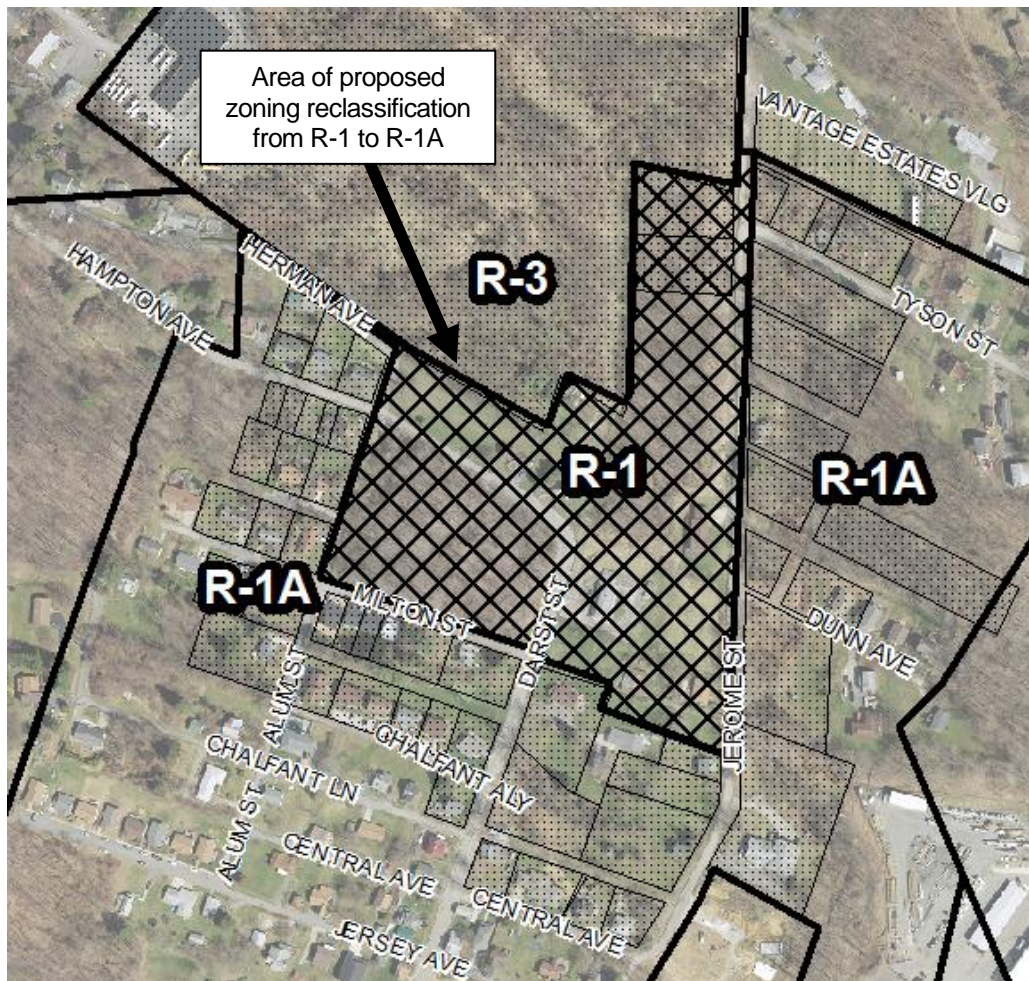 Area of proposed
zoning reclassification
from R-1 to R-1A
VANTAGE ESTATES VLG
HERMAN AVE
HAMPTON AVE
R-3
TYSON ST
R-1
R-1A
R-1A
MILTON ST
DARST ST
DUNN AVE
JEROME ST
ALUM ST
CHALFANT ALY
CHALFANT LN
ALUM ST
CENTRAL AVE
CENTRAL AVE
JERSEY AVE